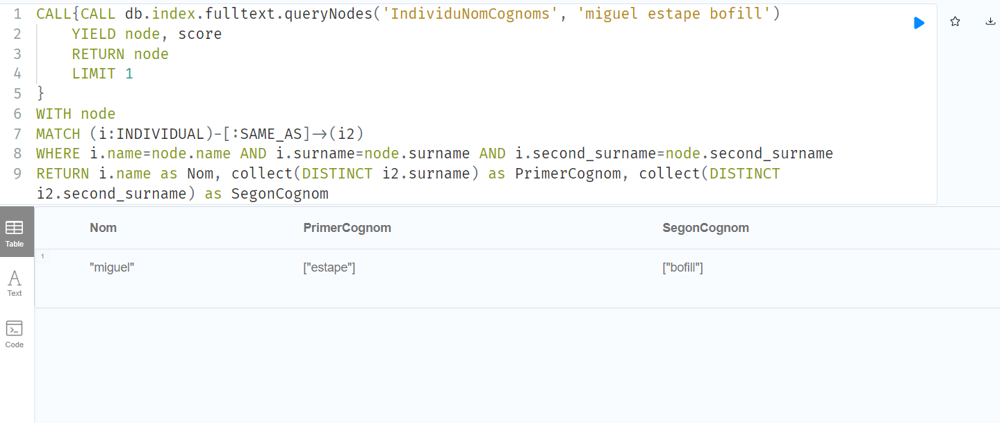 1 CALL{CALL db.index.fulltext.queryNodes('IndividuNomCognoms', 'miguel estape bofill')
2 YIELD node, score
3 RETURN node
4 LIMIT 1
5 }
6 WITH node
7 MATCH (i:INDIVIDUAL)-[:SAME_AS]→(i2)
8 WHERE i.name=node.name AND i.surname=node.surname AND i.second_surname=node.second_surname
9 RETURN i.name as Nom, collect(DISTINCT i2.surname) as PrimerCognom, collect(DISTINCT
i2.second_surname) as SegonCognom
Nom PrimerCognom SegonCognom
Table
1
"miguel" ["estape"] ["bofill"]
A
Text
Code